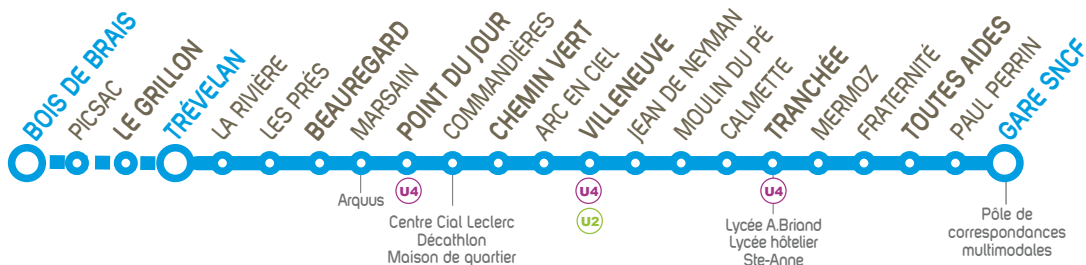 BOIS DE BRAIS
PICSAC
LE GRILLON
TRÉVELAN
LA RIVIÈRE
LES PRÉS
BEAUREGARD
MARSAIN
POINT DU JOUR
COMMANDIÈRES
CHEMIN VERT
ARC EN CIEL
VILLENEUVE
JEAN DE NEYMAN
MOULIN DU PÉ
CALMETTE
TRANCHÉE
MERMOZ
FRATERNITÉ
TOUTES AIDES
PAUL PERRIN
GARE SNCF
Arquus
U4
Centre Cial Leclerc
Décathlon
Maison de quartier
U4
U2
U4
Lycée A.Briand
Lycée hôtelier
Ste-Anne
Pôle de
correspondances
multimodales